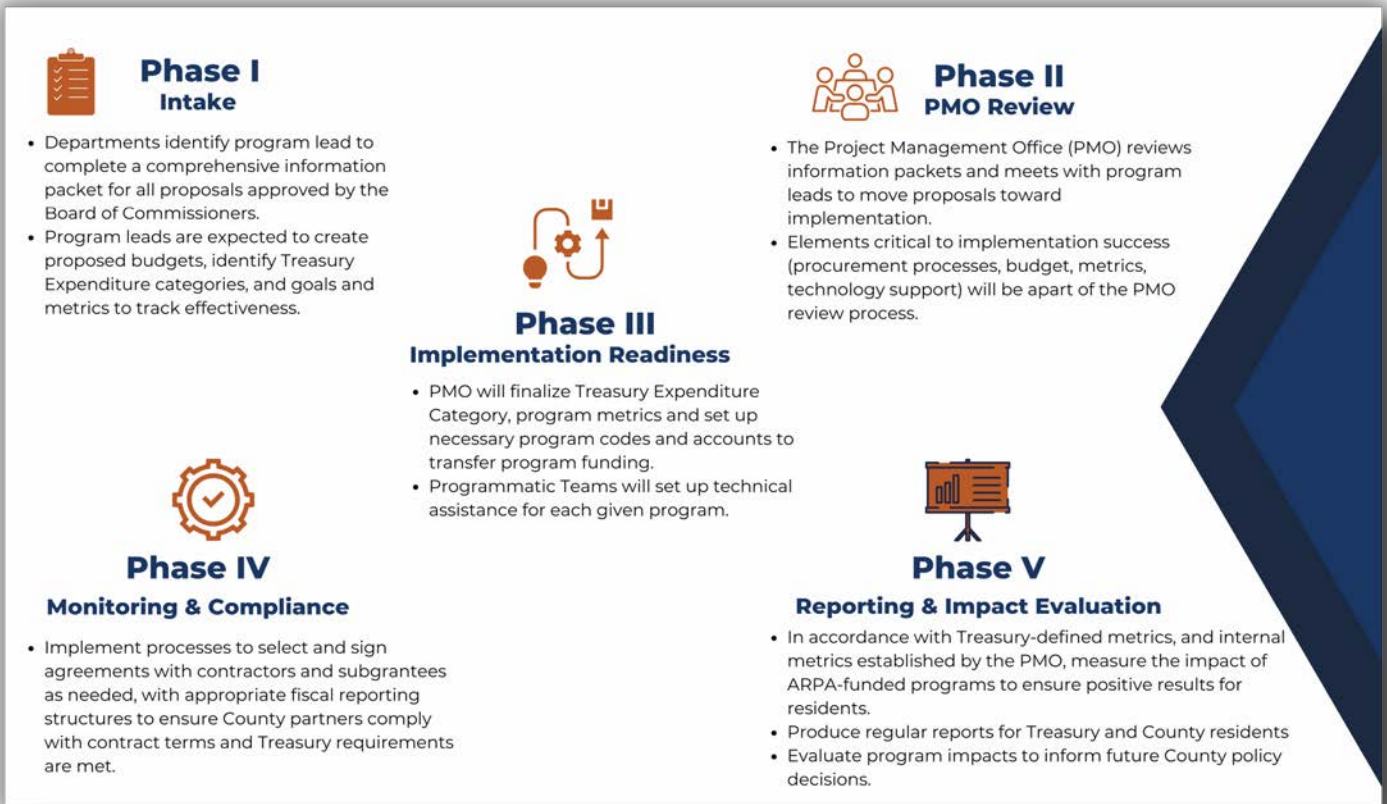 Phase I
Intake
• Departments identify program lead to
complete a comprehensive information
packet for all proposals approved by the
Board of Commissioners.
• Program leads are expected to create
proposed budgets, identify Treasury
Expenditure categories, and goals and
metrics to track effectiveness.
Phase II
PMO Review
• The Project Management Office (PMO) reviews
information packets and meets with program
leads to move proposals toward
implementation.
• Elements critical to implementation success
(procurement processes, budget, metrics,
technology support) will be apart of the PMO
review process.
Phase III
Implementation Readiness
• PMO will finalize Treasury Expenditure
Category, program metrics and set up
necessary program codes and accounts to
transfer program funding.
• Programmatic Teams will set up technical
assistance for each given program.
Phase IV
Monitoring & Compliance
• Implement processes to select and sign
agreements with contractors and subgrantees
as needed, with appropriate fiscal reporting
structures to ensure County partners comply
with contract terms and Treasury requirements
are met.
Phase V
Reporting & Impact Evaluation
• In accordance with Treasury-defined metrics, and internal
metrics established by the PMO, measure the impact of
ARPA-funded programs to ensure positive results for
residents.
• Produce regular reports for Treasury and County residents
• Evaluate program impacts to inform future County policy
decisions.